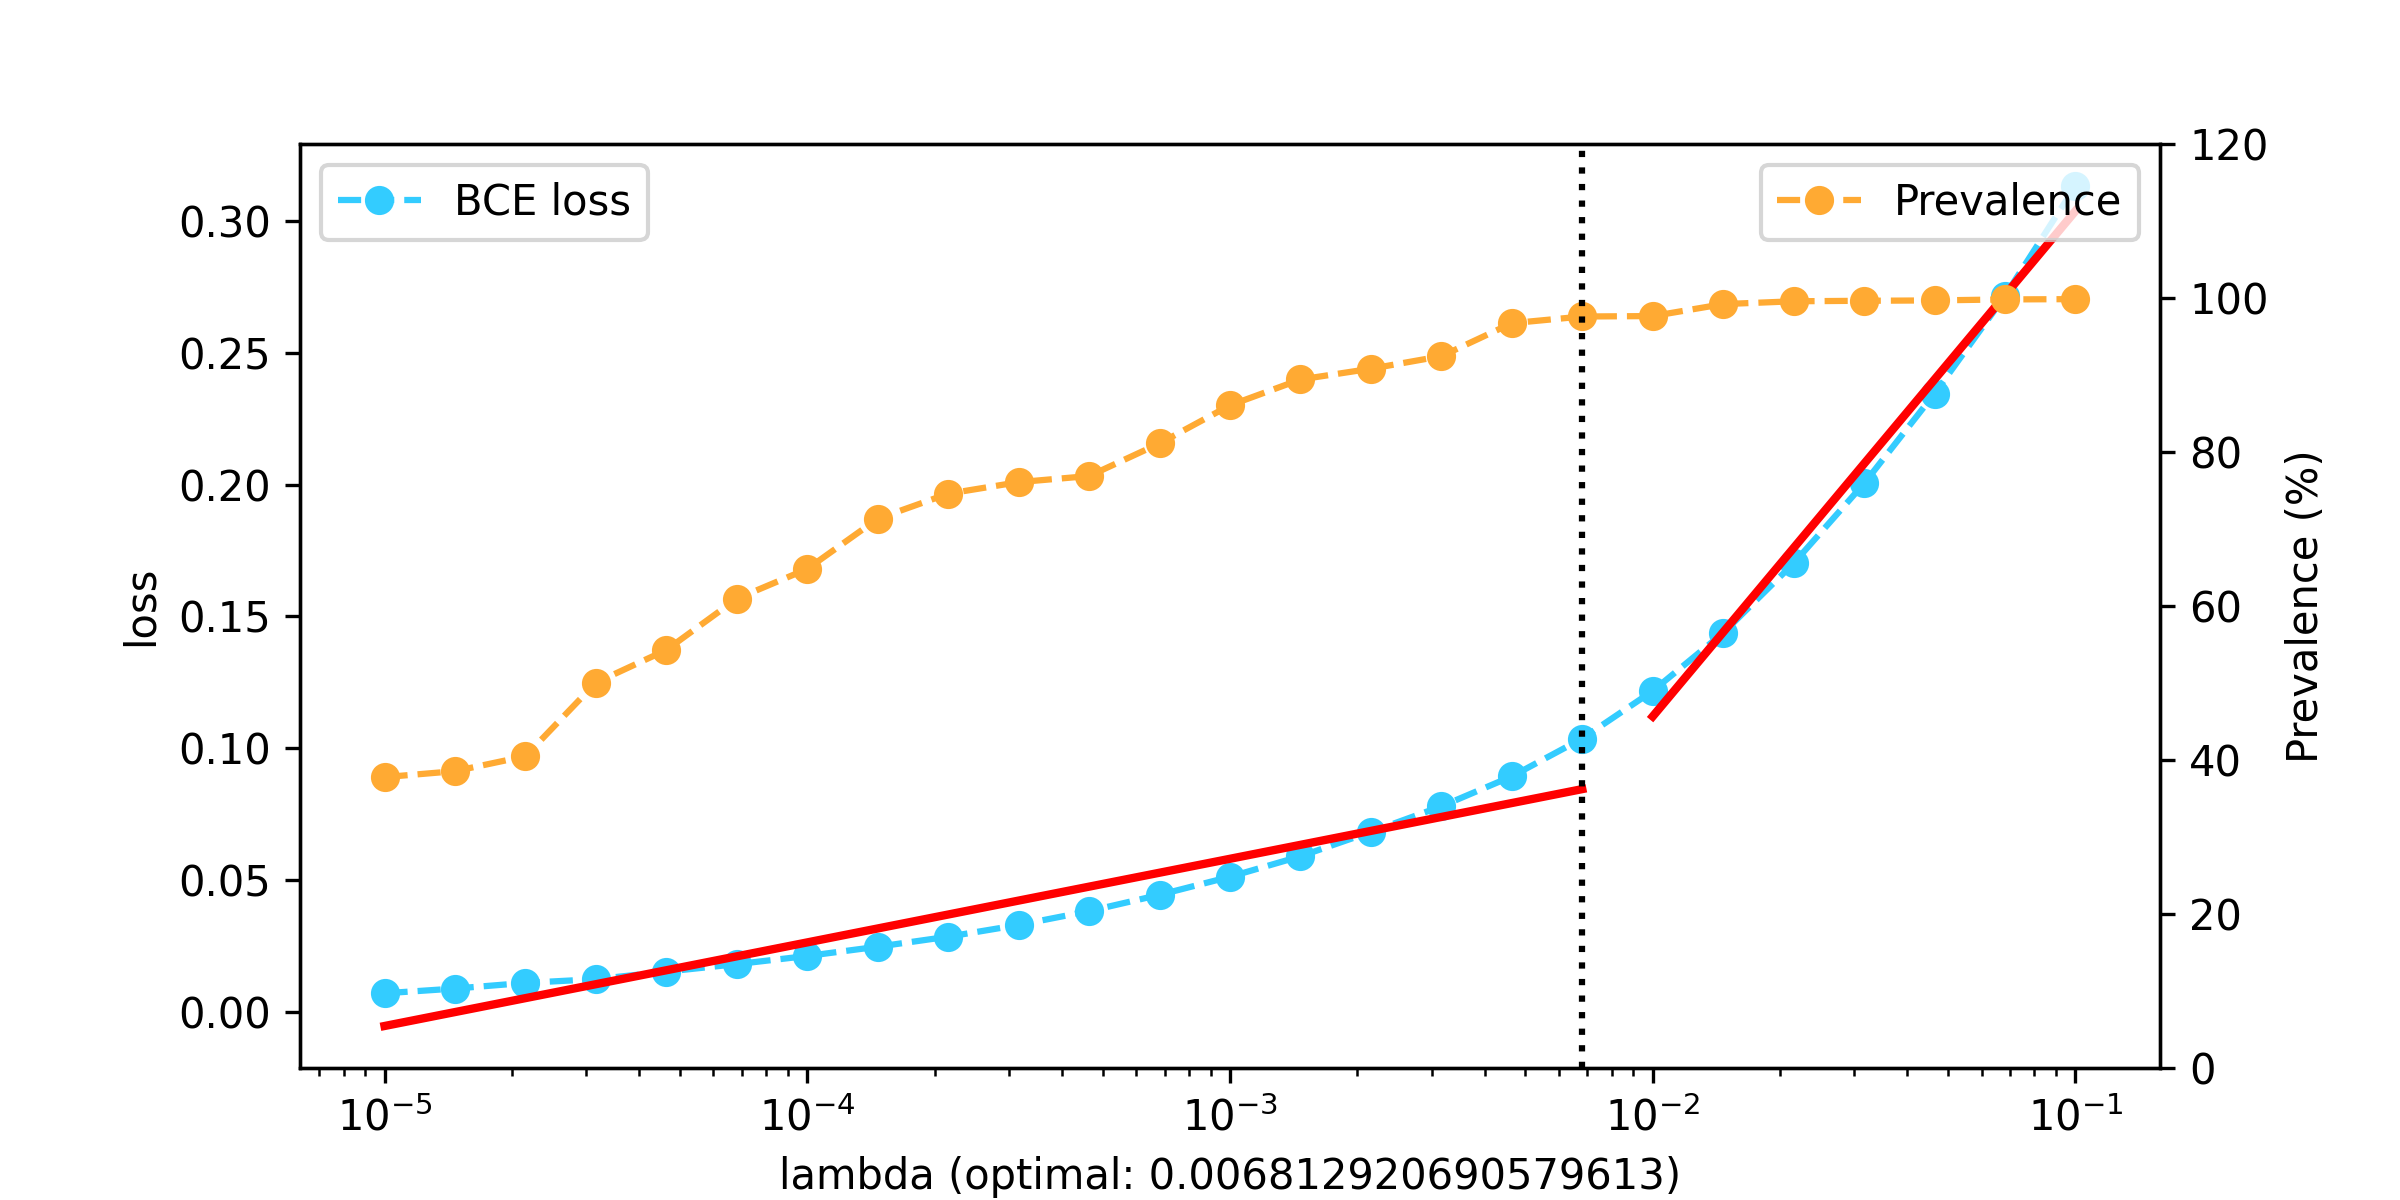 BCE loss
Prevalence
0.30
0.25
0.20
0.15
0.10
0.05
0.00
loss
120
100
80
60
40
20
0
Prevalence (%)
10⁻⁵ 10⁻⁴ 10⁻³ 10⁻² 10⁻¹
lambda (optimal: 0.006812920690579613)